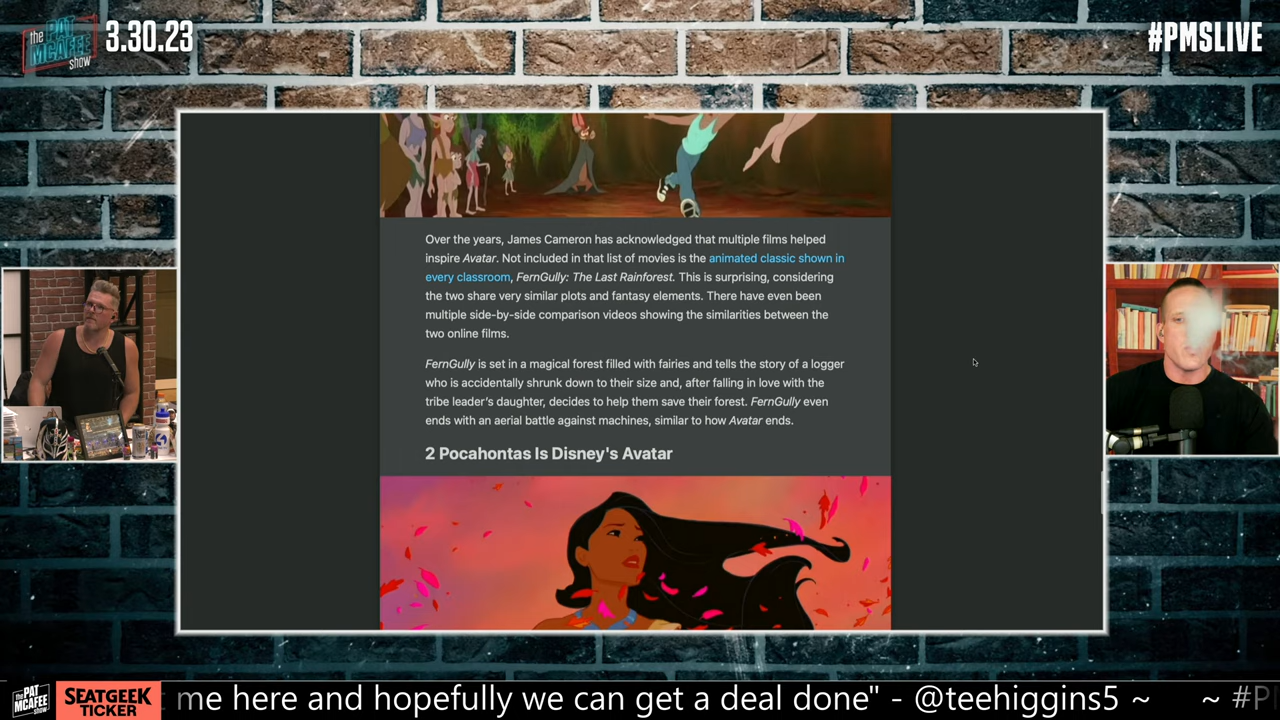 the PAT MCAFEE show
3.30.23
#PMSLIVE
Over the years, James Cameron has acknowledged that multiple films helped
inspire Avatar. Not included in that list of movies is the animated classic shown in
every classroom, FernGully: The Last Rainforest. This is surprising, considering
the two share very similar plots and fantasy elements. There have even been
multiple side-by-side comparison videos showing the similarities between the
two online films.
FernGully is set in a magical forest filled with fairies and tells the story of a logger
who is accidentally shrunk down to their size and, after falling in love with the
tribe leader's daughter, decides to help them save their forest. FernGully even
ends with an aerial battle against machines, similar to how Avatar ends.
2 Pocahontas Is Disney's Avatar
the PAT MCAFEE show
SEATGEEK
TICKER
me here and hopefully we can get a deal done" - @teehiggins5 ~ ~ #P